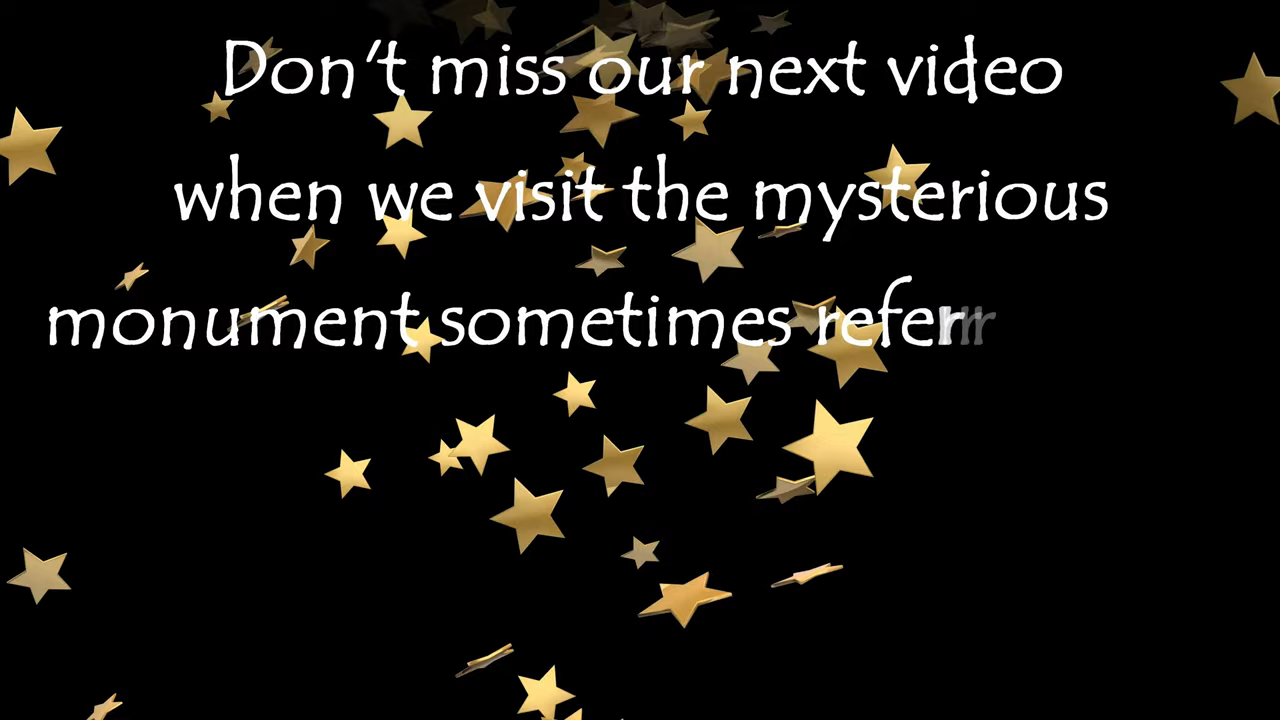 Don't miss our next video
when we visit the mysterious
monument sometimes refer